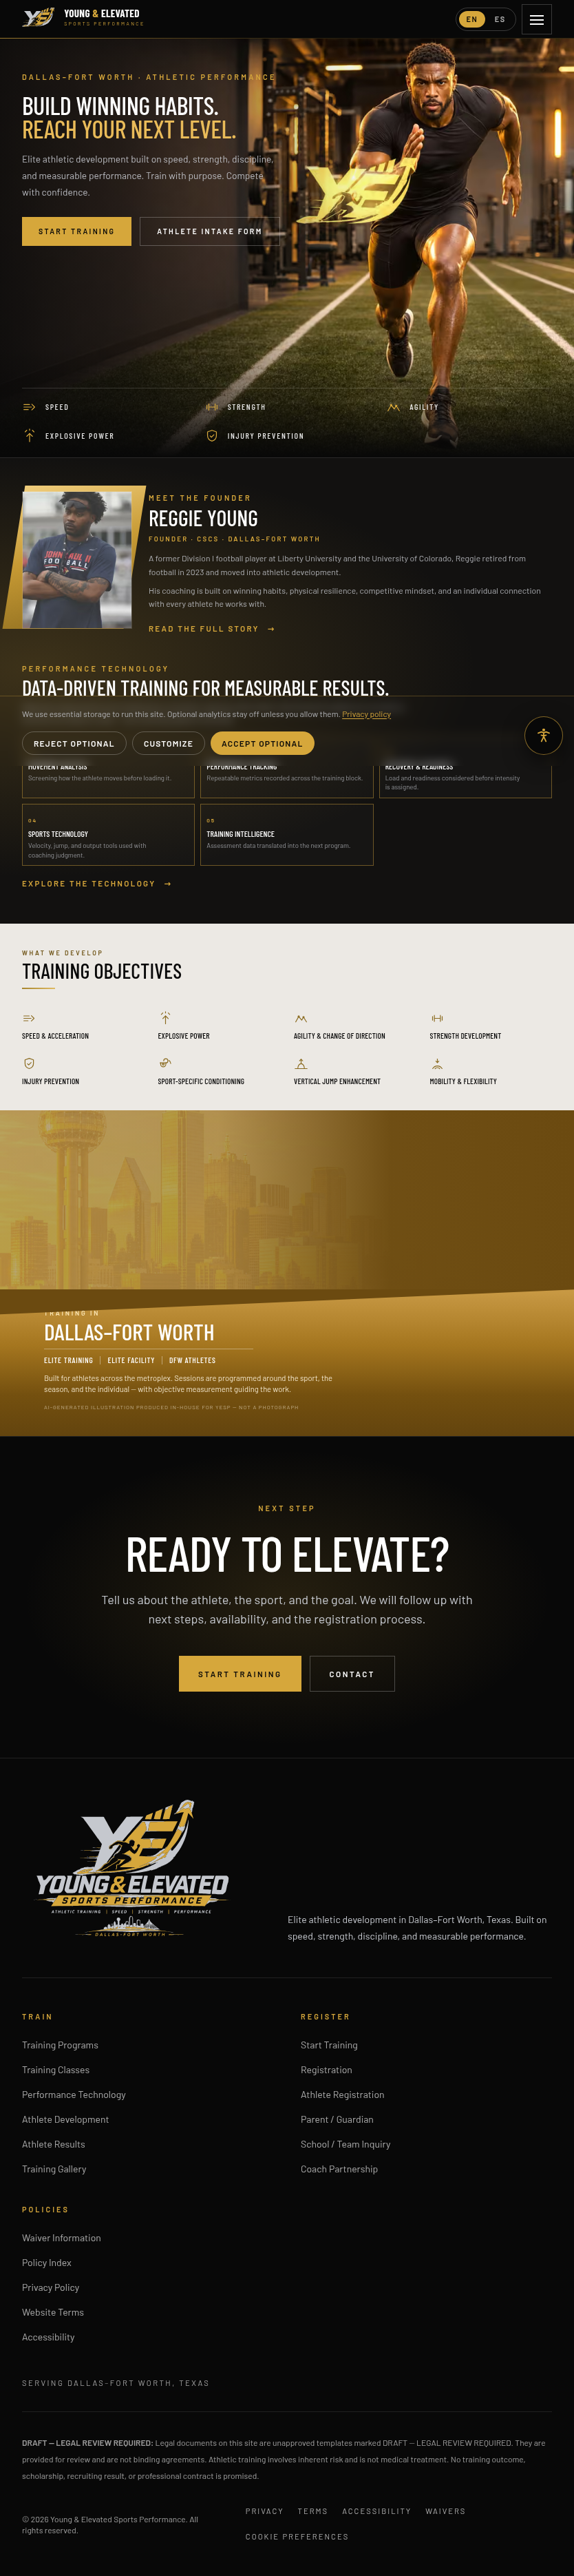 YOUNG & ELEVATED
SPORTS PERFORMANCE
EN
ES
DALLAS–FORT WORTH · ATHLETIC PERFORMANCE
BUILD WINNING HABITS.
REACH YOUR NEXT LEVEL.
Elite athletic development built on speed, strength, discipline,
and measurable performance. Train with purpose. Compete
with confidence.
START TRAINING
ATHLETE INTAKE FORM
YE
SPEED
STRENGTH
AGILITY
EXPLOSIVE POWER
INJURY PREVENTION
MEET THE FOUNDER
REGGIE YOUNG
FOUNDER · CSCS · DALLAS–FORT WORTH
A former Division I football player at Liberty University and the University of Colorado, Reggie retired from
football in 2023 and moved into athletic development.
His coaching is built on winning habits, physical resilience, competitive mindset, and an individual connection
with every athlete he works with.
READ THE FULL STORY →
PERFORMANCE TECHNOLOGY
DATA-DRIVEN TRAINING FOR MEASURABLE RESULTS.
We use essential storage to run this site. Optional analytics stay off unless you allow them. Privacy policy
REJECT OPTIONAL
CUSTOMIZE
ACCEPT OPTIONAL
MOVEMENT ANALYSIS
Screening how the athlete moves before loading it.
PERFORMANCE TRACKING
Repeatable metrics recorded across the training block.
RECOVERY & READINESS
Load and readiness considered before intensity
is assigned.
04
SPORTS TECHNOLOGY
Velocity, jump, and output tools used with
coaching judgment.
05
TRAINING INTELLIGENCE
Assessment data translated into the next program.
EXPLORE THE TECHNOLOGY →
WHAT WE DEVELOP
TRAINING OBJECTIVES
SPEED & ACCELERATION
EXPLOSIVE POWER
AGILITY & CHANGE OF DIRECTION
STRENGTH DEVELOPMENT
INJURY PREVENTION
SPORT-SPECIFIC CONDITIONING
VERTICAL JUMP ENHANCEMENT
MOBILITY & FLEXIBILITY
TRAINING IN
DALLAS–FORT WORTH
ELITE TRAINING | ELITE FACILITY | DFW ATHLETES
Built for athletes across the metroplex. Sessions are programmed around the sport, the
season, and the individual — with objective measurement guiding the work.
AI-GENERATED ILLUSTRATION PRODUCED IN-HOUSE FOR YESP — NOT A PHOTOGRAPH
NEXT STEP
READY TO ELEVATE?
Tell us about the athlete, the sport, and the goal. We will follow up with
next steps, availability, and the registration process.
START TRAINING
CONTACT
YE
YOUNG & ELEVATED
SPORTS PERFORMANCE
ATHLETIC TRAINING | SPEED | STRENGTH | PERFORMANCE
DALLAS–FORT WORTH
Elite athletic development in Dallas–Fort Worth, Texas. Built on
speed, strength, discipline, and measurable performance.
TRAIN
Training Programs
Training Classes
Performance Technology
Athlete Development
Athlete Results
Training Gallery
REGISTER
Start Training
Registration
Athlete Registration
Parent / Guardian
School / Team Inquiry
Coach Partnership
POLICIES
Waiver Information
Policy Index
Privacy Policy
Website Terms
Accessibility
SERVING DALLAS–FORT WORTH, TEXAS
DRAFT — LEGAL REVIEW REQUIRED: Legal documents on this site are unapproved templates marked DRAFT — LEGAL REVIEW REQUIRED. They are
provided for review and are not binding agreements. Athletic training involves inherent risk and is not medical treatment. No training outcome,
scholarship, recruiting result, or professional contract is promised.
© 2026 Young & Elevated Sports Performance. All
rights reserved.
PRIVACY
TERMS
ACCESSIBILITY
WAIVERS
COOKIE PREFERENCES